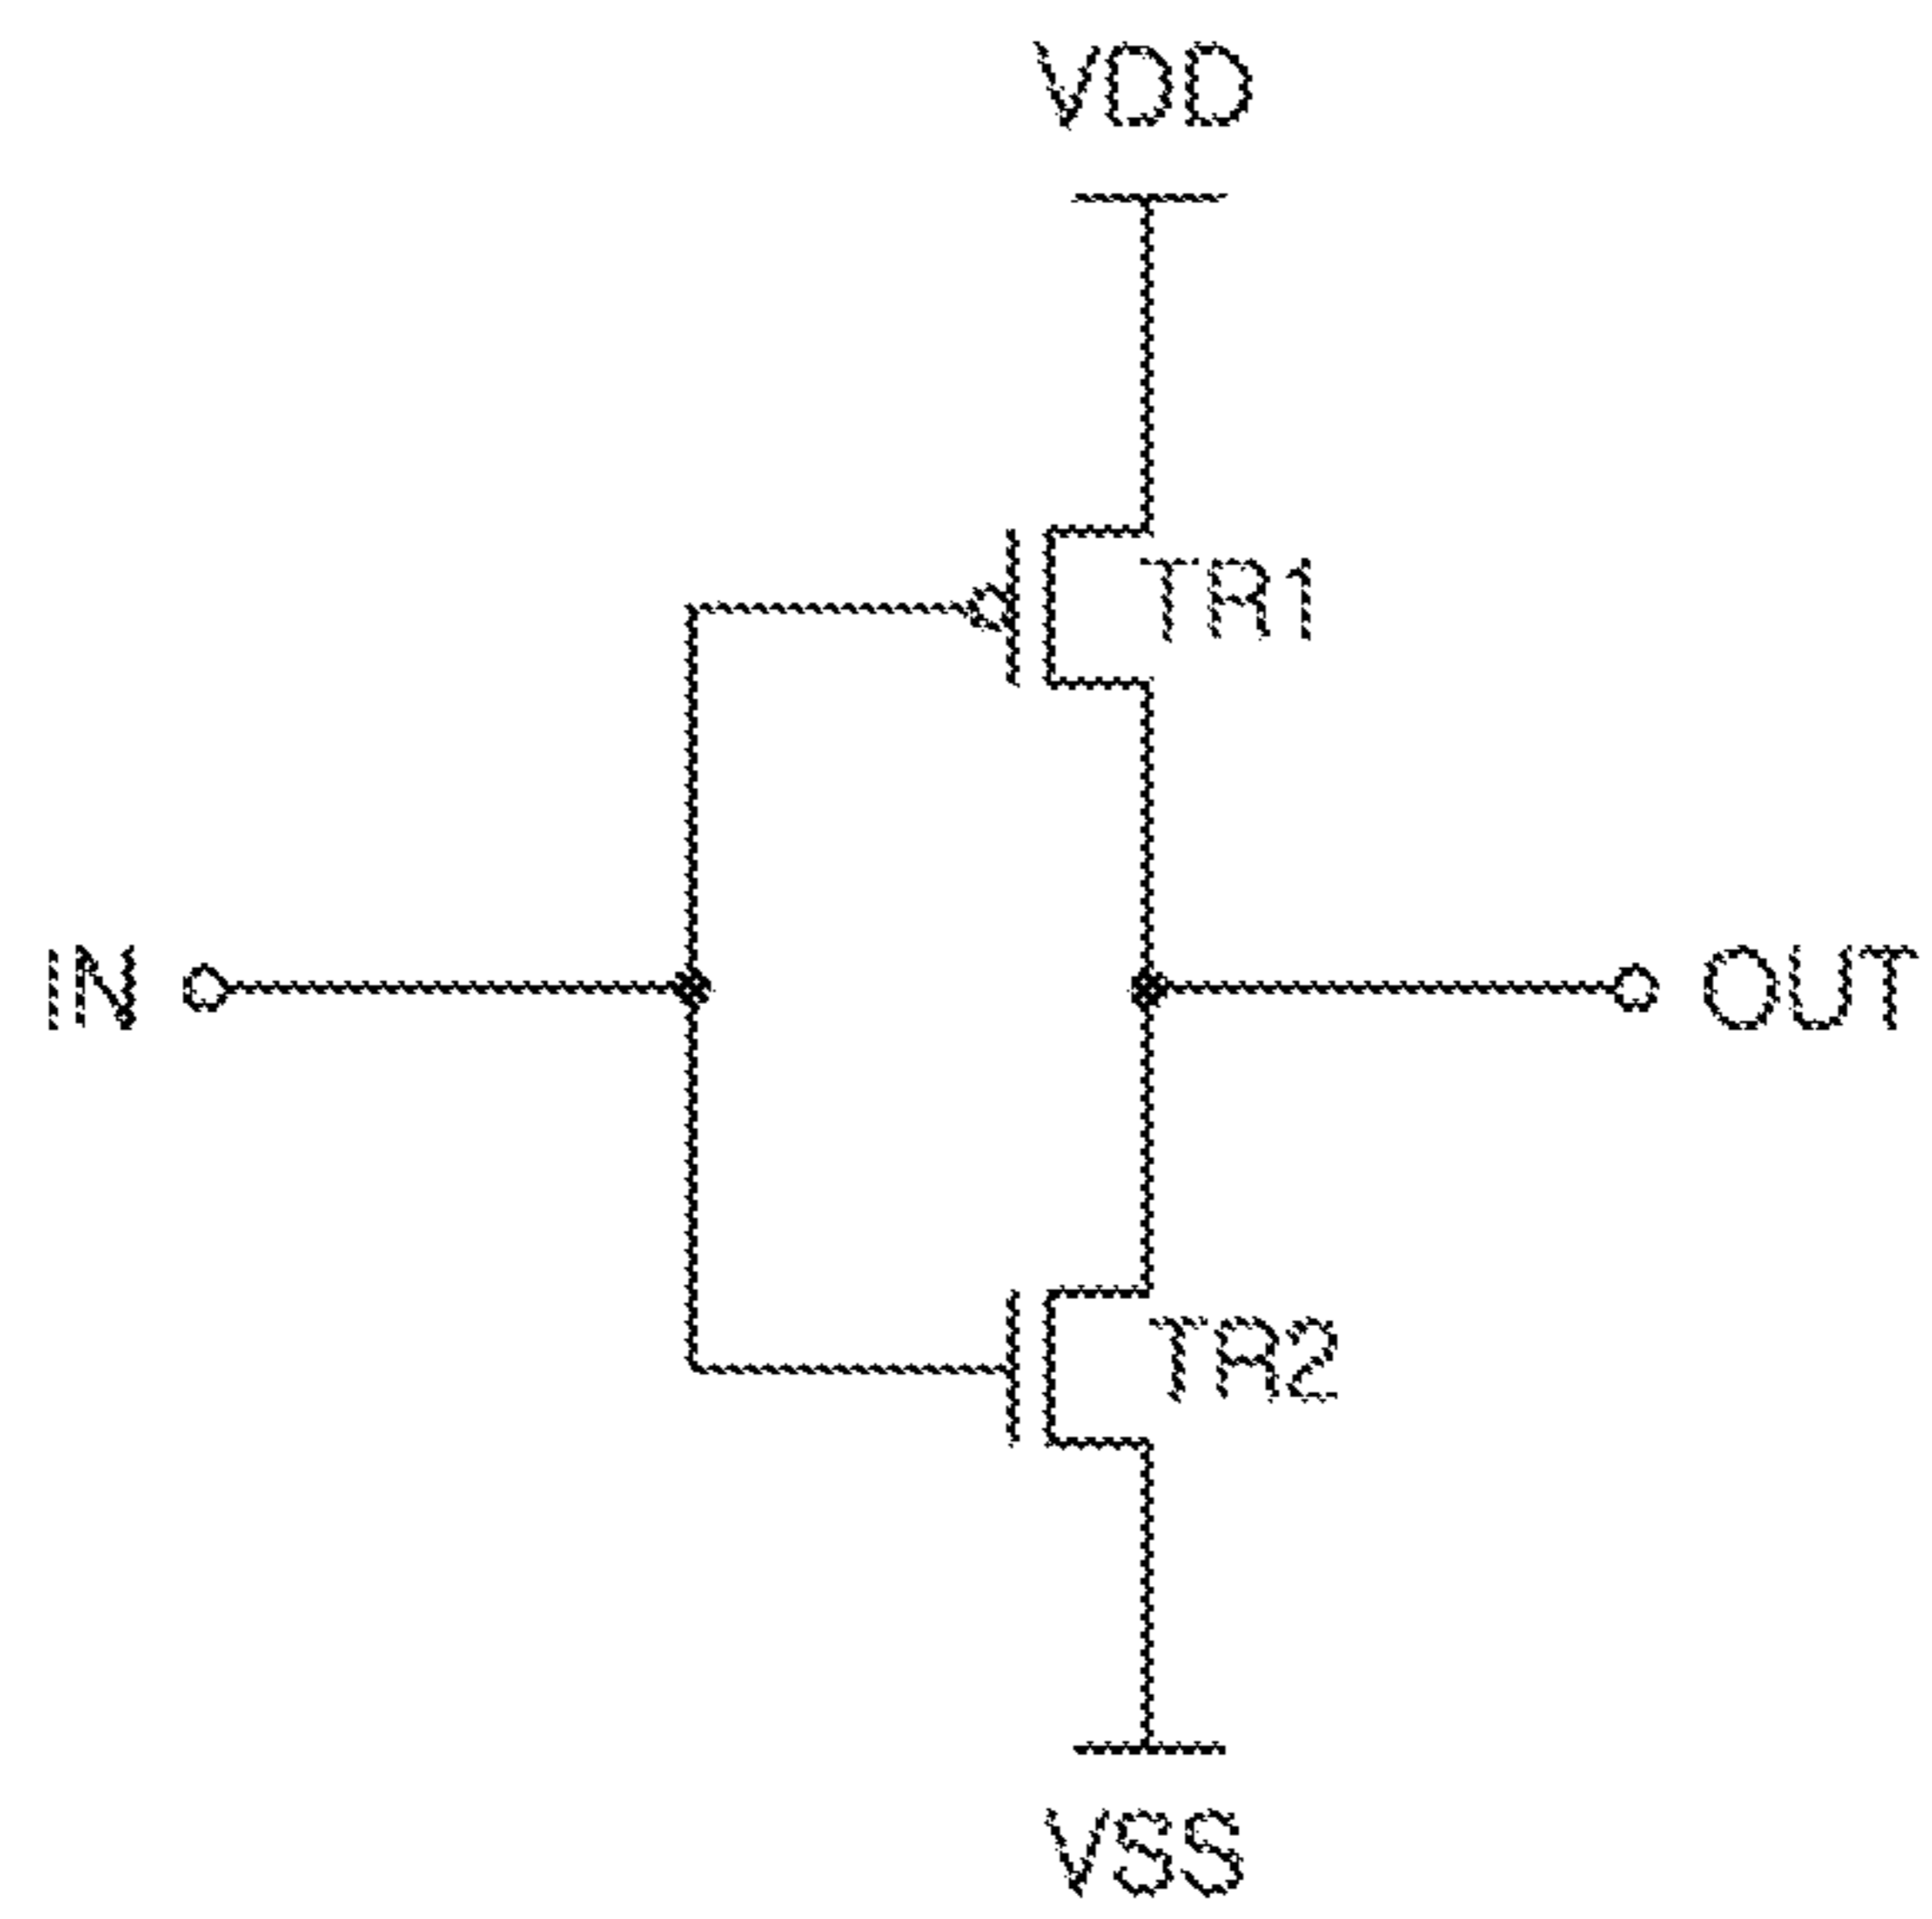 VDD
TR1
IN
OUT
TR2
VSS